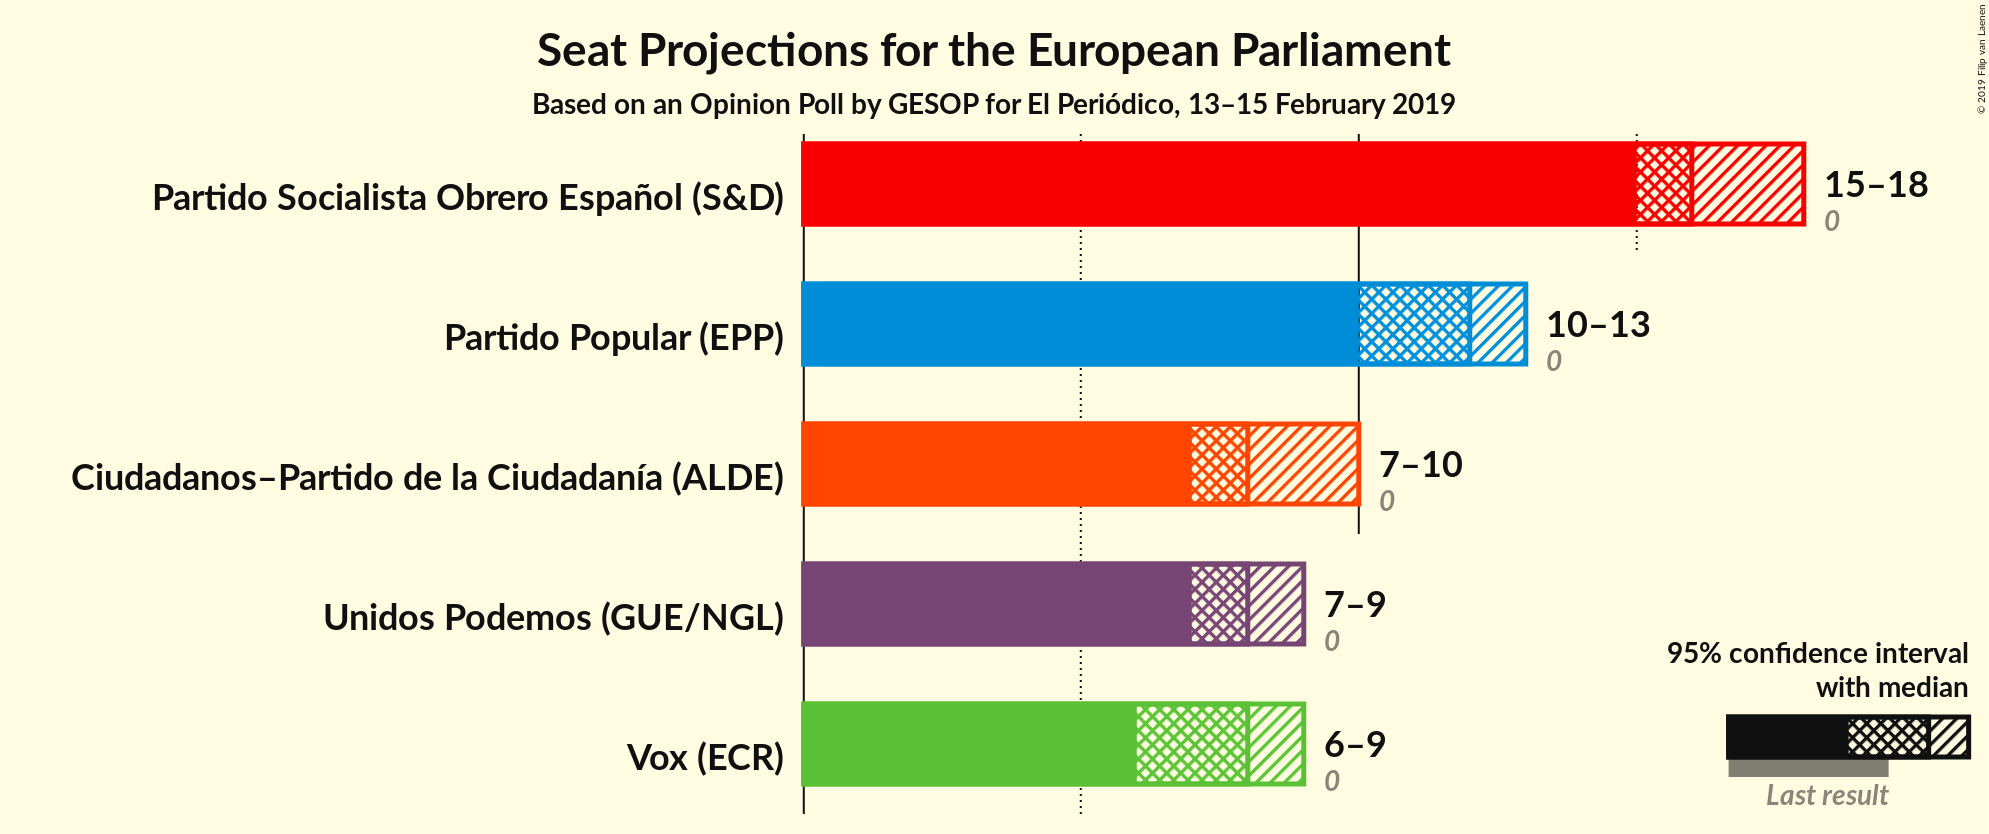 Seat Projections for the European Parliament
Based on an Opinion Poll by GESOP for El Periódico, 13–15 February 2019
© 2019 Filip van Laenen
Partido Socialista Obrero Español (S&D)
15–18
0
Partido Popular (EPP)
10–13
0
Ciudadanos–Partido de la Ciudadanía (ALDE)
7–10
0
Unidos Podemos (GUE/NGL)
7–9
0
Vox (ECR)
6–9
0
95% confidence interval
with median
Last result